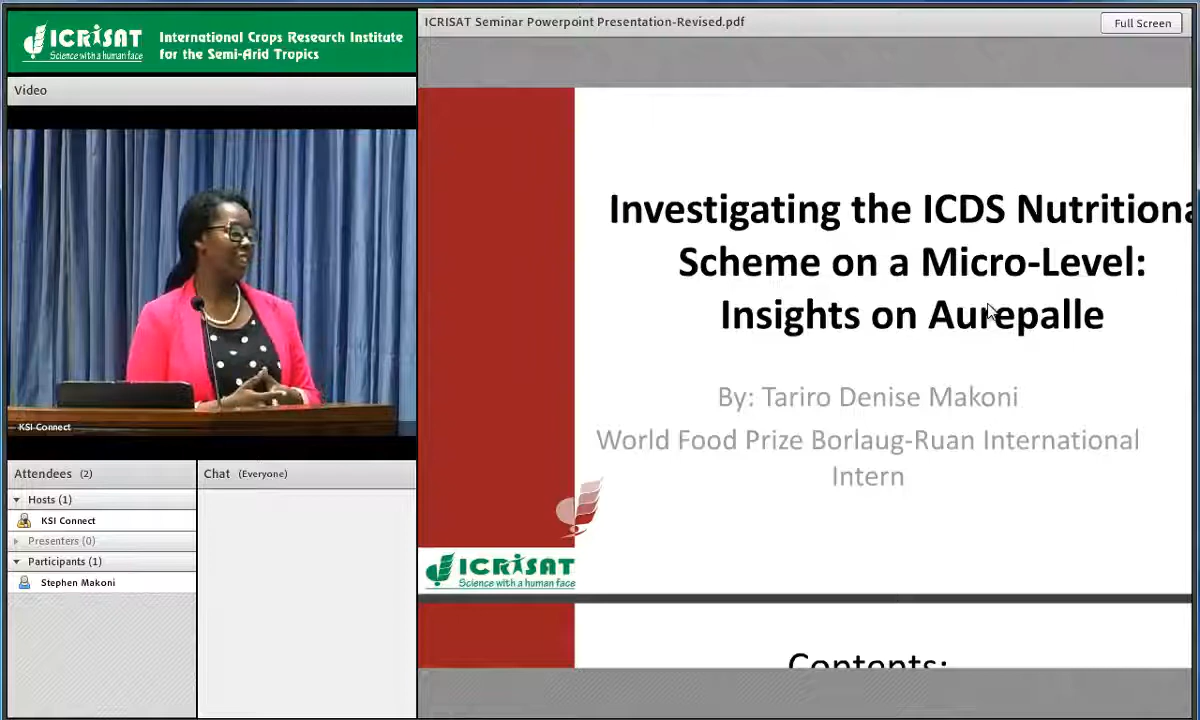 ICRISAT
Science with a human face
International Crops Research Institute
for the Semi-Arid Tropics
Video
KSI Connect
Attendees (2)
Hosts (1)
KSI Connect
Presenters (0)
Participants (1)
Stephen Makoni
Chat (Everyone)
ICRISAT Seminar Powerpoint Presentation-Revised.pdf
Full Screen
Investigating the ICDS Nutritiona
Scheme on a Micro-Level:
Insights on Aurepalle
By: Tariro Denise Makoni
World Food Prize Borlaug-Ruan International
Intern
ICRISAT
Science with a human face
Contents: